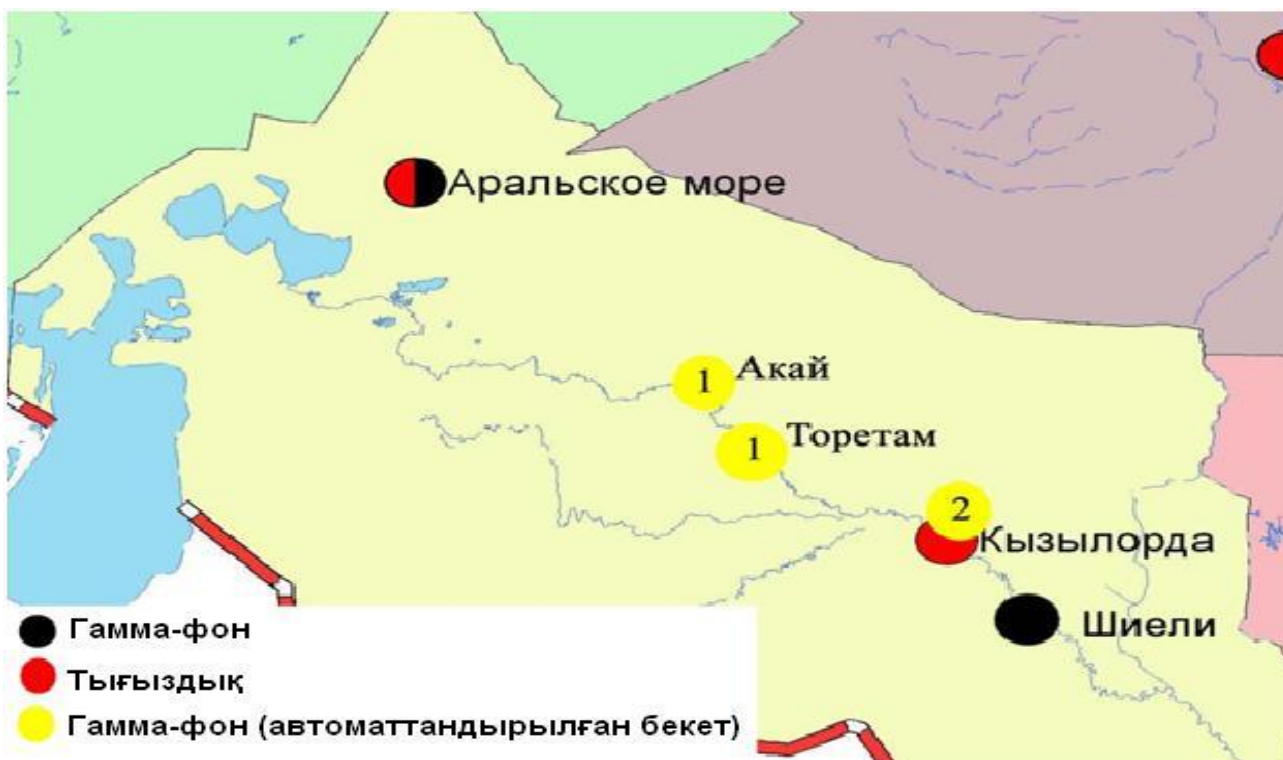 Аральское море
1 Акай
1 Торетам
2
Кызылорда
Шиели
Гамма-фон
Тығыздық
Гамма-фон (автоматтандырылған бекет)